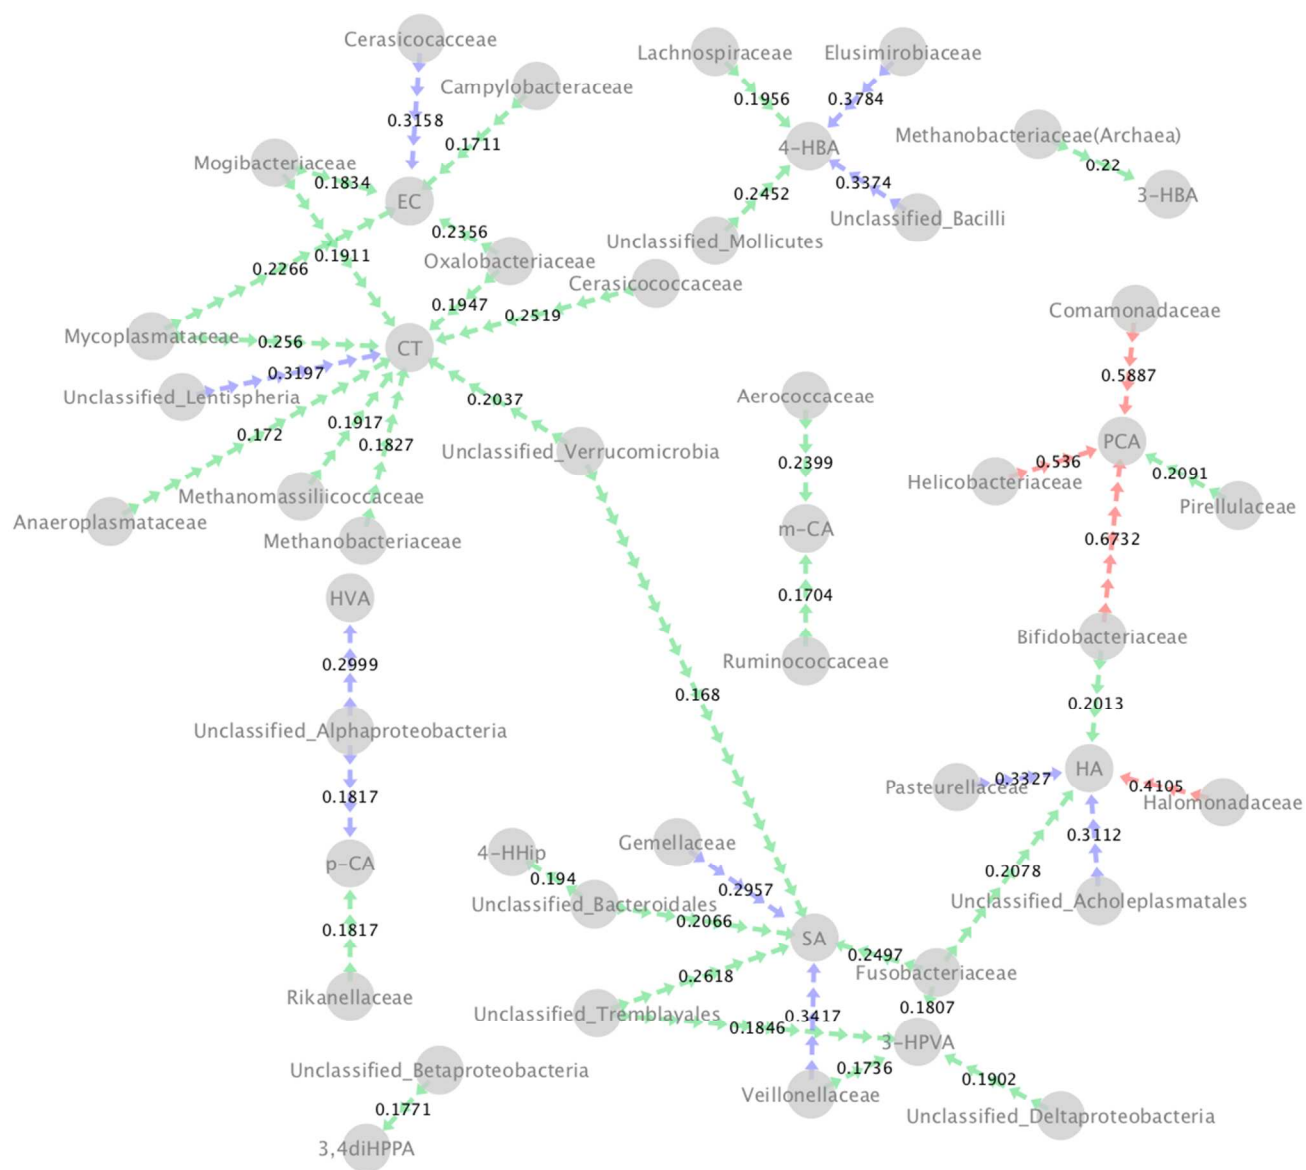 Cerasicocacceae
Lachnospiraceae
Elusimirobiaceae
Campylobacteraceae
0.1956
0.3784
0.3158
Methanobacteriaceae(Archaea)
0.1711
4-HBA
Mogibacteriaceae
0.22
0.1834
0.3374
0.2452
3-HBA
EC
Unclassified_Bacilli
0.2356
Unclassified_Mollicutes
0.1911
Oxalobacteriaceae
0.2266
Cerasicococcaceae
0.1947
0.2519
Comamonadaceae
Mycoplasmataceae
0.256
CT
0.3197
0.5887
Unclassified_Lentispheria
0.2037
Aerococcaceae
0.1917
0.172
0.1827
PCA
Unclassified_Verrucomicrobia
0.2399
0.536
0.2091
Helicobacteriaceae
Methanomassiliicoccaceae
Pirellulaceae
Anaeroplasmataceae
m-CA
Methanobacteriaceae
0.6732
HVA
0.1704
Bifidobacteriaceae
0.2999
Ruminococcaceae
0.168
0.2013
Unclassified_Alphaproteobacteria
HA
0.3327
Pasteurellaceae
0.4105
0.1817
Halomonadaceae
0.3112
Gemellaceae
4-HHip
p-CA
0.2078
0.194
0.2957
Unclassified_Bacteroidales
Unclassified_Acholeplasmatales
0.2066
0.1817
SA
0.2497
0.2618
Fusobacteriaceae
Rikanellaceae
0.1807
Unclassified_Tremblayales
0.3417
0.1846
3-HPVA
Unclassified_Betaproteobacteria
0.1736
0.1902
Veillonellaceae
0.1771
Unclassified_Deltaproteobacteria
3,4diHPPA